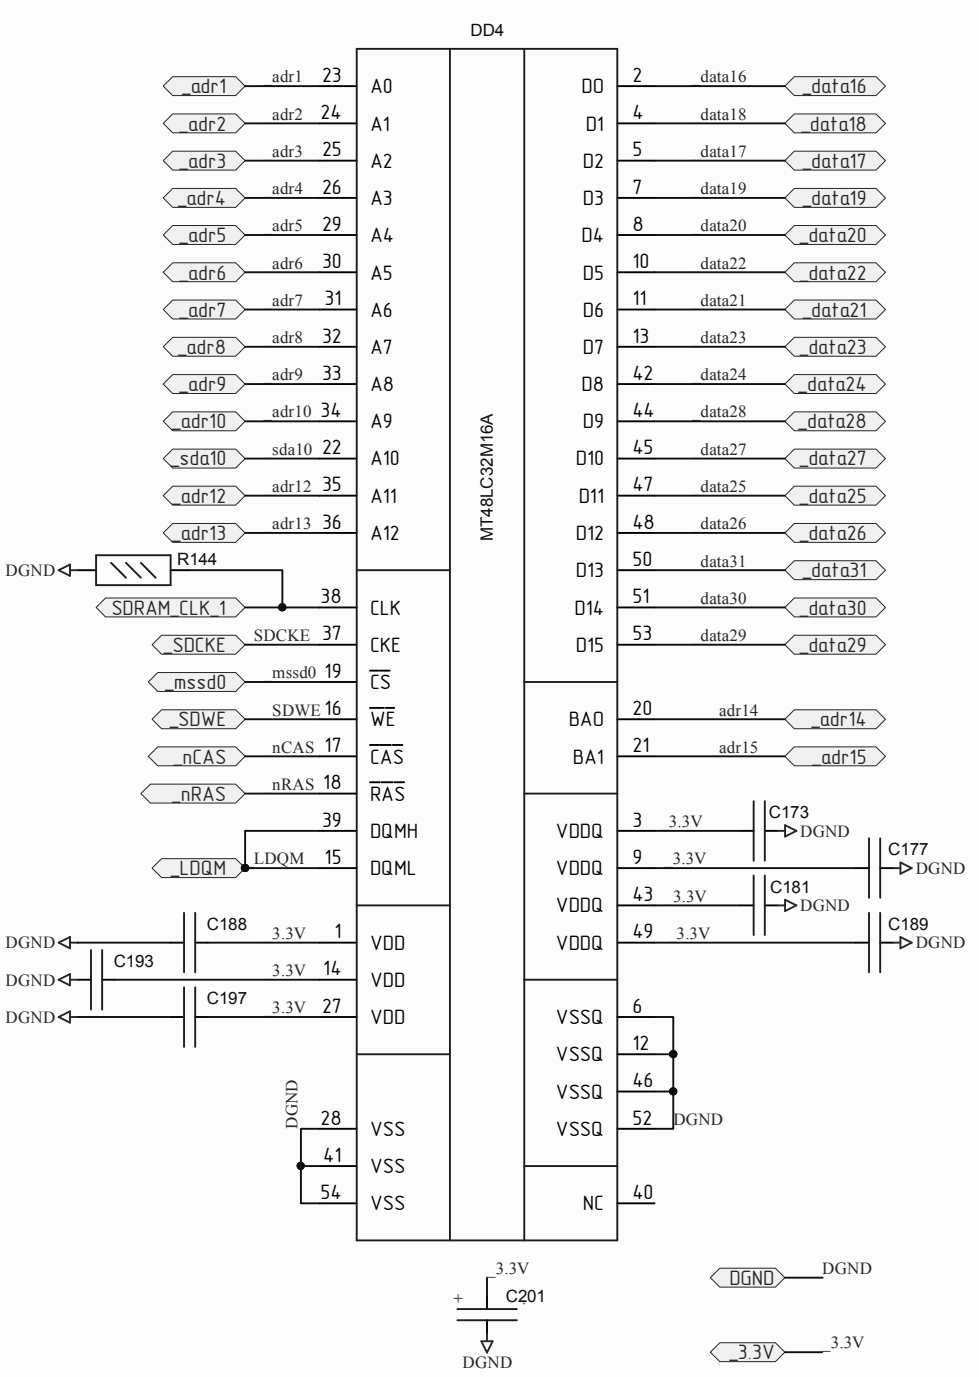 DD4
_adr1 adr1 23 A0 D0 2 data16 _data16
_adr2 adr2 24 A1 D1 4 data18 _data18
_adr3 adr3 25 A2 D2 5 data17 _data17
_adr4 adr4 26 A3 D3 7 data19 _data19
_adr5 adr5 29 A4 D4 8 data20 _data20
_adr6 adr6 30 A5 D5 10 data22 _data22
_adr7 adr7 31 A6 D6 11 data21 _data21
_adr8 adr8 32 A7 D7 13 data23 _data23
_adr9 adr9 33 A8 D8 42 data24 _data24
_adr10 adr10 34 A9 D9 44 data28 _data28
_sda10 sda10 22 A10 D10 45 data27 _data27
_adr12 adr12 35 A11 D11 47 data25 _data25
_adr13 adr13 36 A12 D12 48 data26 _data26
MT48LC32M16A
DGND R144 D13 50 data31 _data31
SDRAM_CLK_1 38 CLK D14 51 data30 _data30
_SDCKE SDCKE 37 CKE D15 53 data29 _data29
_mssd0 mssd0 19 CS
_SDWE SDWE 16 WE BA0 20 adr14 _adr14
_nCAS nCAS 17 CAS BA1 21 adr15 _adr15
_nRAS nRAS 18 RAS
39 DQMH VDDQ 3 3.3V C173 DGND
_LDQM LDQM 15 DQML VDDQ 9 3.3V C177 DGND
VDDQ 43 3.3V C181 DGND
DGND C188 3.3V 1 VDD VDDQ 49 3.3V C189 DGND
DGND C193 3.3V 14 VDD
DGND C197 3.3V 27 VDD VSSQ 6
VSSQ 12
DGND
VSSQ 46
28 VSS VSSQ 52 DGND
41 VSS
54 VSS NC 40
3.3V
+ C201
DGND
DGND DGND
_3.3V 3.3V